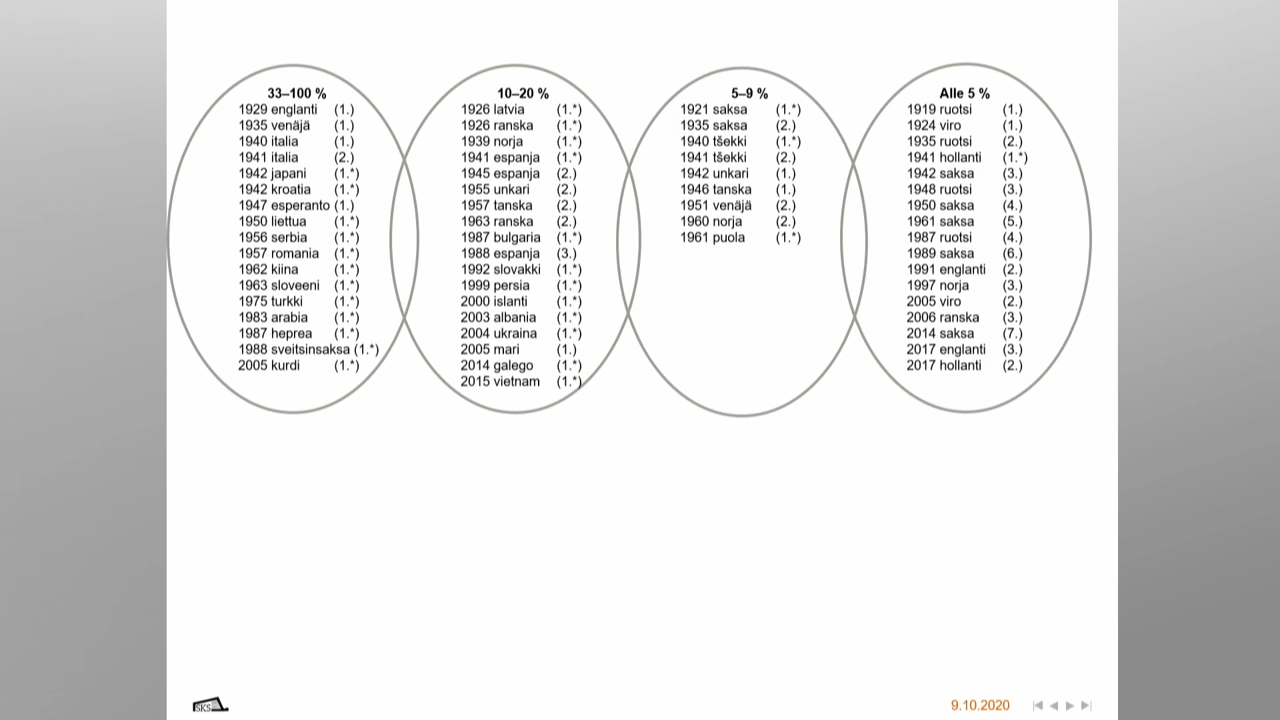 33–100 %
1929 englanti (1.)
1935 venäjä (1.)
1940 italia (1.)
1941 italia (2.)
1942 japani (1.*)
1942 kroatia (1.*)
1947 esperanto (1.)
1950 liettua (1.*)
1956 serbia (1.*)
1957 romania (1.*)
1962 kiina (1.*)
1963 sloveeni (1.*)
1975 turkki (1.*)
1983 arabia (1.*)
1987 heprea (1.*)
1988 sveitsinsaksa (1.*)
2005 kurdi (1.*)
10–20 %
1926 latvia (1.*)
1926 ranska (1.*)
1939 norja (1.*)
1941 espanja (1.*)
1945 espanja (2.)
1955 unkari (2.)
1957 tanska (2.)
1963 ranska (2.)
1987 bulgaria (1.*)
1988 espanja (3.)
1992 slovakki (1.*)
1999 persia (1.*)
2000 islanti (1.*)
2003 albania (1.*)
2004 ukraina (1.*)
2005 mari (1.)
2014 galego (1.*)
2015 vietnam (1.*)
5–9 %
1921 saksa (1.*)
1935 saksa (2.)
1940 tšekki (1.*)
1941 tšekki (2.)
1942 unkari (1.)
1946 tanska (1.)
1951 venäjä (2.)
1960 norja (2.)
1961 puola (1.*)
Alle 5 %
1919 ruotsi (1.)
1924 viro (1.)
1935 ruotsi (2.)
1941 hollanti (1.*)
1942 saksa (3.)
1948 ruotsi (3.)
1950 saksa (4.)
1961 saksa (5.)
1987 ruotsi (4.)
1989 saksa (6.)
1991 englanti (2.)
1997 norja (3.)
2005 viro (2.)
2006 ranska (3.)
2014 saksa (7.)
2017 englanti (3.)
2017 hollanti (2.)
SKS
9.10.2020